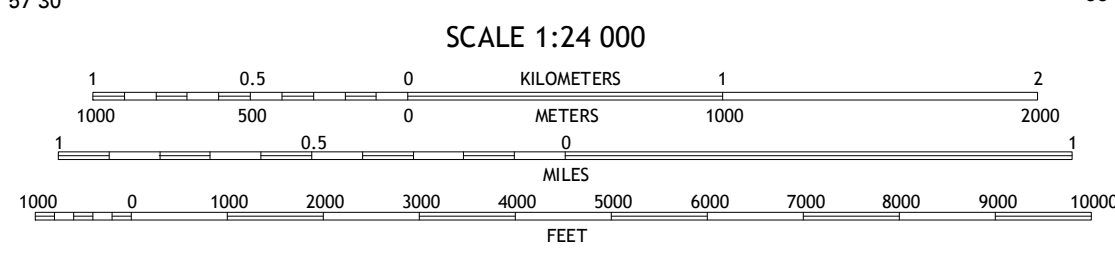 57'30"
SCALE 1:24 000
1 0.5 0 KILOMETERS 1 2
1000 500 0 METERS 1000 2000
1 0.5 0 1
MILES
1000 0 1000 2000 3000 4000 5000 6000 7000 8000 9000 10000
FEET